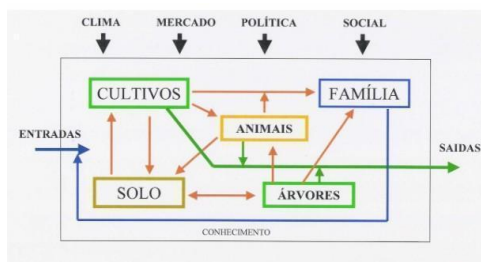 CLIMA MERCADO POLÍTICA SOCIAL
CULTIVOS FAMÍLIA
ANIMAIS
ENTRADAS SAIDAS
SOLO ÁRVORES
CONHECIMENTO